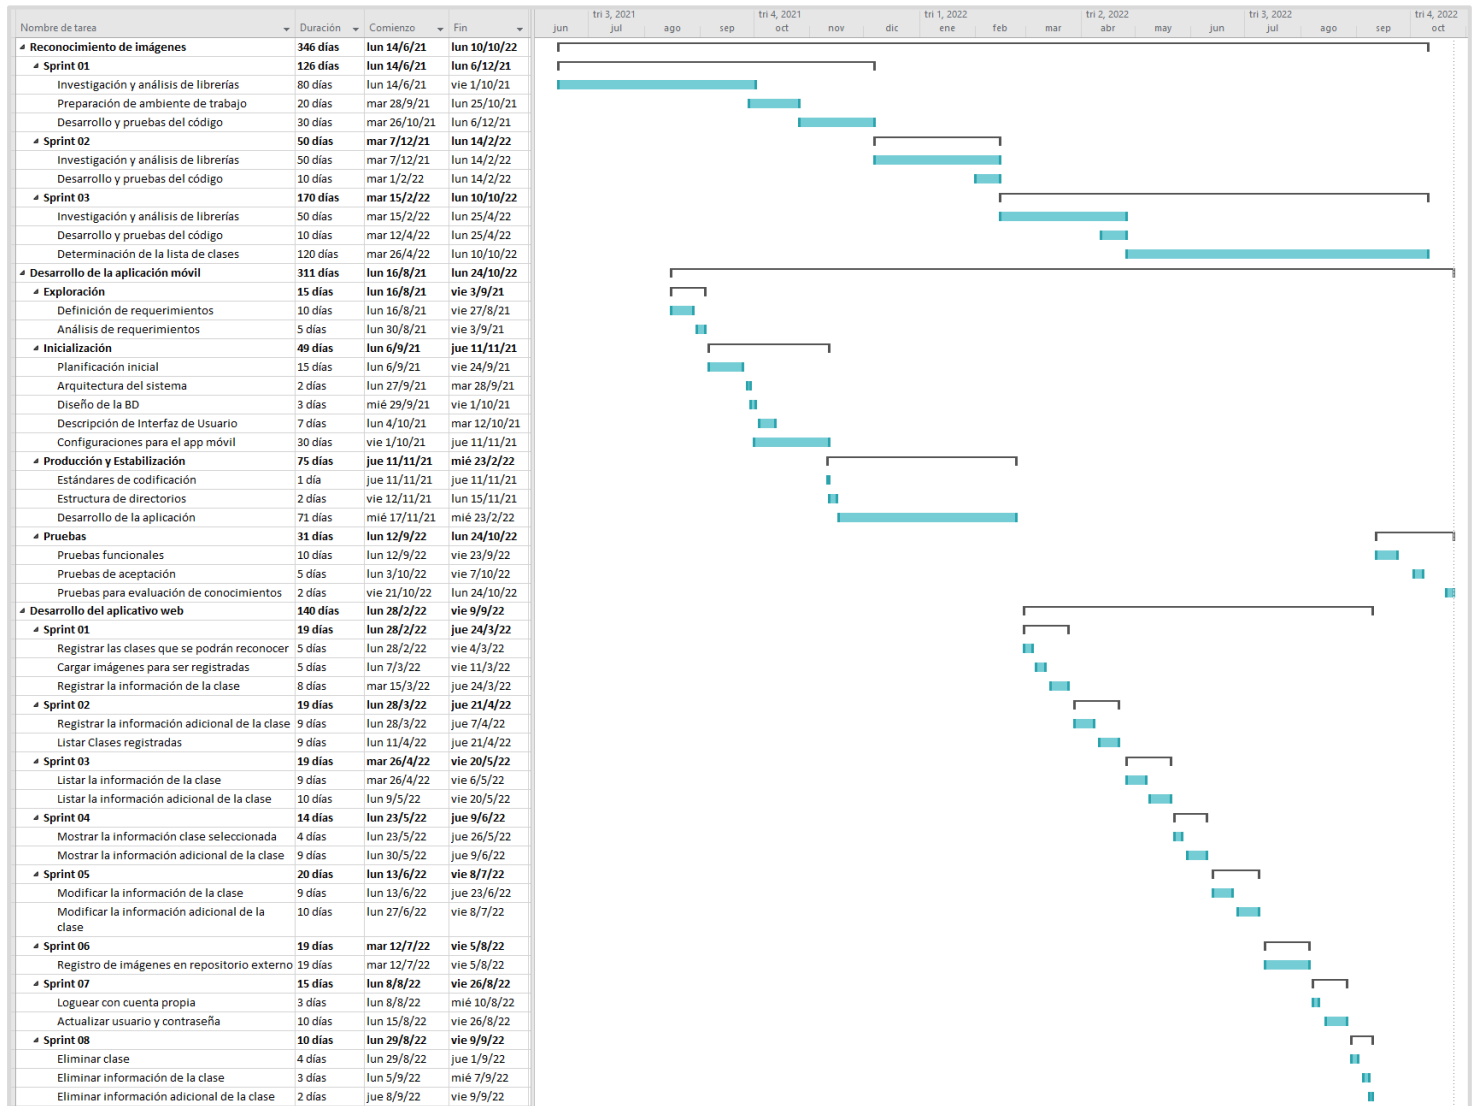 tri 3, 2021 tri 4, 2021 tri 1, 2022 tri 2, 2022 tri 3, 2022 tri 4, 2022
Nombre de tarea Duración Comienzo Fin jun jul ago sep oct nov dic ene feb mar abr may jun jul ago sep oct
Reconocimiento de imágenes 346 días lun 14/6/21 lun 10/10/22
Sprint 01 126 días lun 14/6/21 lun 6/12/21
Investigación y análisis de librerías 80 días lun 14/6/21 vie 1/10/21
Preparación de ambiente de trabajo 20 días mar 28/9/21 lun 25/10/21
Desarrollo y pruebas del código 30 días mar 26/10/21 lun 6/12/21
Sprint 02 50 días mar 7/12/21 lun 14/2/22
Investigación y análisis de librerías 50 días mar 7/12/21 lun 14/2/22
Desarrollo y pruebas del código 10 días mar 1/2/22 lun 14/2/22
Sprint 03 170 días mar 15/2/22 lun 10/10/22
Investigación y análisis de librerías 50 días mar 15/2/22 lun 25/4/22
Desarrollo y pruebas del código 10 días mar 12/4/22 lun 25/4/22
Determinación de la lista de clases 120 días mar 26/4/22 lun 10/10/22
Desarrollo de la aplicación móvil 311 días lun 16/8/21 lun 24/10/22
Exploración 15 días lun 16/8/21 vie 3/9/21
Definición de requerimientos 10 días lun 16/8/21 vie 27/8/21
Análisis de requerimientos 5 días lun 30/8/21 vie 3/9/21
Inicialización 49 días lun 6/9/21 jue 11/11/21
Planificación inicial 15 días lun 6/9/21 vie 24/9/21
Arquitectura del sistema 2 días lun 27/9/21 mar 28/9/21
Diseño de la BD 3 días mié 29/9/21 vie 1/10/21
Descripción de Interfaz de Usuario 7 días lun 4/10/21 mar 12/10/21
Configuraciones para el app móvil 30 días vie 1/10/21 jue 11/11/21
Producción y Estabilización 75 días jue 11/11/21 mié 23/2/22
Estándares de codificación 1 día jue 11/11/21 jue 11/11/21
Estructura de directorios 2 días vie 12/11/21 lun 15/11/21
Desarrollo de la aplicación 71 días mié 17/11/21 mié 23/2/22
Pruebas 31 días lun 12/9/22 lun 24/10/22
Pruebas funcionales 10 días lun 12/9/22 vie 23/9/22
Pruebas de aceptación 5 días lun 3/10/22 vie 7/10/22
Pruebas para evaluación de conocimientos 2 días vie 21/10/22 lun 24/10/22
Desarrollo del aplicativo web 140 días lun 28/2/22 vie 9/9/22
Sprint 01 19 días lun 28/2/22 jue 24/3/22
Registrar las clases que se podrán reconocer 5 días lun 28/2/22 vie 4/3/22
Cargar imágenes para ser registradas 5 días lun 7/3/22 vie 11/3/22
Registrar la información de la clase 8 días mar 15/3/22 jue 24/3/22
Sprint 02 19 días lun 28/3/22 jue 21/4/22
Registrar la información adicional de la clase 9 días lun 28/3/22 jue 7/4/22
Listar Clases registradas 9 días lun 11/4/22 jue 21/4/22
Sprint 03 19 días mar 26/4/22 vie 20/5/22
Listar la información de la clase 9 días mar 26/4/22 vie 6/5/22
Listar la información adicional de la clase 10 días lun 9/5/22 vie 20/5/22
Sprint 04 14 días lun 23/5/22 jue 9/6/22
Mostrar la información clase seleccionada 4 días lun 23/5/22 jue 26/5/22
Mostrar la información adicional de la clase 9 días lun 30/5/22 jue 9/6/22
Sprint 05 20 días lun 13/6/22 vie 8/7/22
Modificar la información de la clase 9 días lun 13/6/22 jue 23/6/22
Modificar la información adicional de la 10 días lun 27/6/22 vie 8/7/22
clase
Sprint 06 19 días mar 12/7/22 vie 5/8/22
Registro de imágenes en repositorio externo 19 días mar 12/7/22 vie 5/8/22
Sprint 07 15 días lun 8/8/22 vie 26/8/22
Loguear con cuenta propia 3 días lun 8/8/22 mié 10/8/22
Actualizar usuario y contraseña 10 días lun 15/8/22 vie 26/8/22
Sprint 08 10 días lun 29/8/22 vie 9/9/22
Eliminar clase 4 días lun 29/8/22 jue 1/9/22
Eliminar información de la clase 3 días lun 5/9/22 mié 7/9/22
Eliminar información adicional de la clase 2 días jue 8/9/22 vie 9/9/22